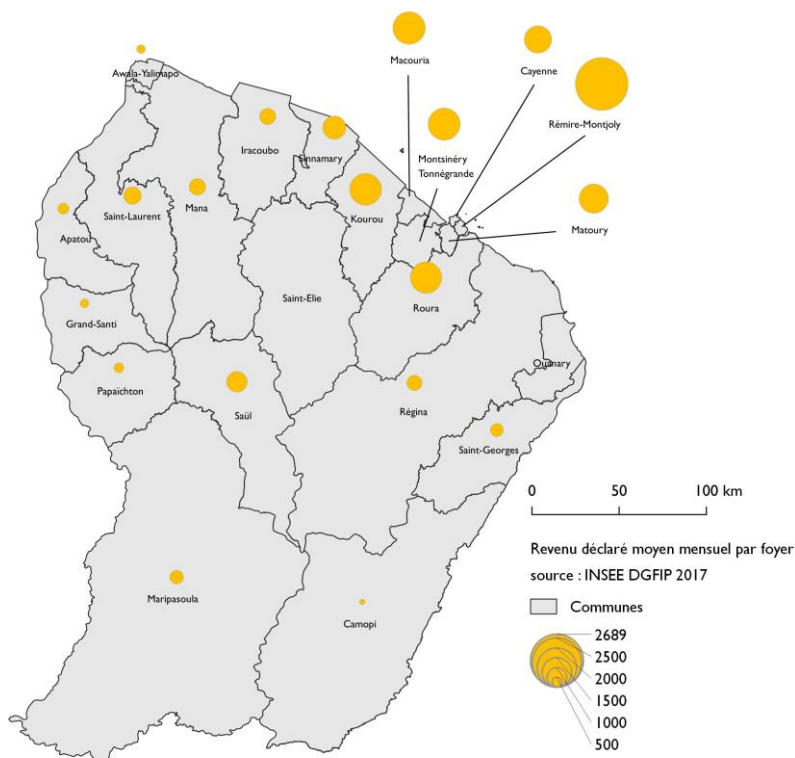 Macouria
Cayenne
Awala-Yalimapo
Rémire-Montjoly
Iracoubo
Sinnamary
Montsinéry
Tonnégrande
Saint-Laurent
Mana
Kourou
Matoury
Apatou
Saint-Elie
Roura
Grand-Santi
Papaïchton
Saül
Régina
Ouanary
Saint-Georges
0 50 100 km
Revenu déclaré moyen mensuel par foyer
source : INSEE DGFIP 2017
Maripasoula
Camopi
Communes
2689
2500
2000
1500
1000
500